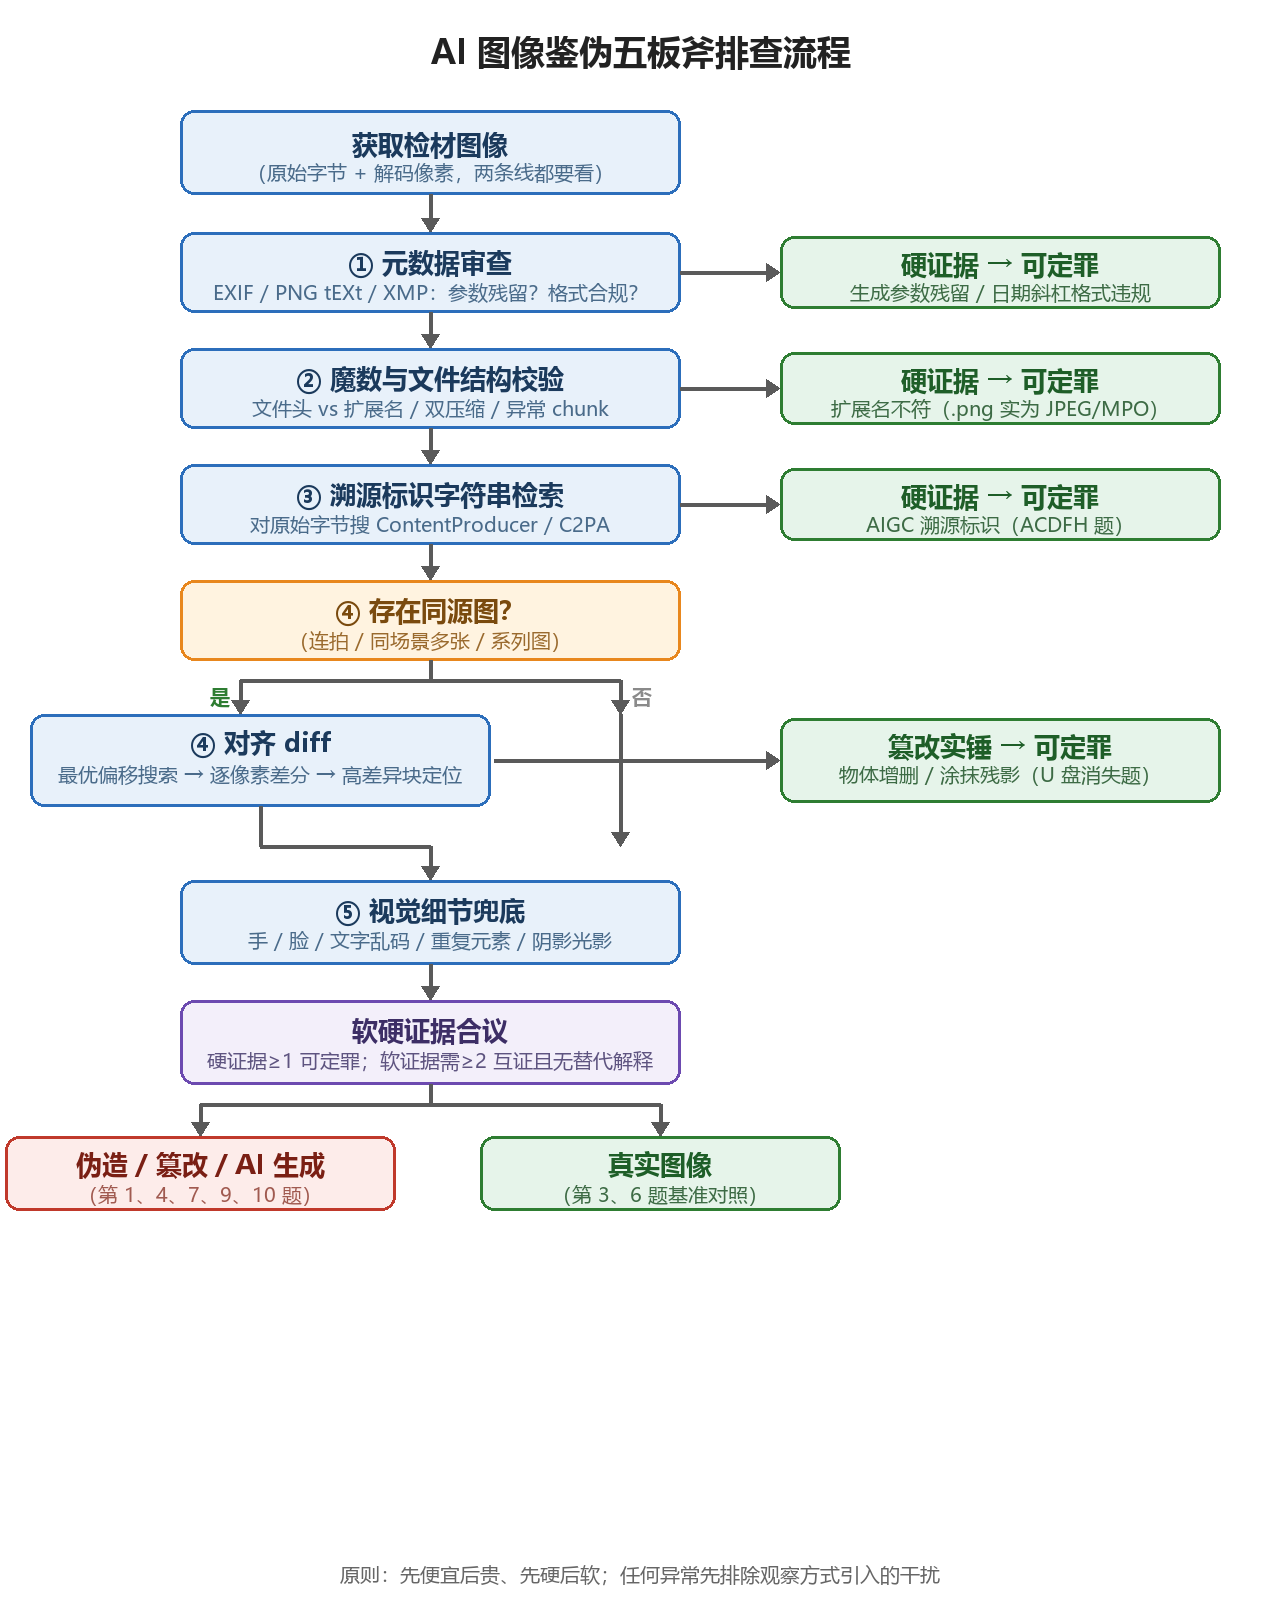 AI 图像鉴伪五板斧排查流程
获取检材图像
（原始字节 + 解码像素，两条线都要看）
① 元数据审查
EXIF / PNG tEXt / XMP：参数残留？格式合规？
硬证据 → 可定罪
生成参数残留 / 日期斜杠格式违规
② 魔数与文件结构校验
文件头 vs 扩展名 / 双压缩 / 异常 chunk
硬证据 → 可定罪
扩展名不符（.png 实为 JPEG/MPO）
③ 溯源标识字符串检索
对原始字节搜 ContentProducer / C2PA
硬证据 → 可定罪
AIGC 溯源标识（ACDFH 题）
④ 存在同源图？
（连拍 / 同场景多张 / 系列图）
是
否
④ 对齐 diff
最优偏移搜索 → 逐像素差分 → 高差异块定位
篡改实锤 → 可定罪
物体增删 / 涂抹残影（U 盘消失题）
⑤ 视觉细节兜底
手 / 脸 / 文字乱码 / 重复元素 / 阴影光影
软硬证据合议
硬证据≥1 可定罪；软证据需≥2 互证且无替代解释
伪造 / 篡改 / AI 生成
（第 1、4、7、9、10 题）
真实图像
（第 3、6 题基准对照）
原则：先便宜后贵、先硬后软；任何异常先排除观察方式引入的干扰